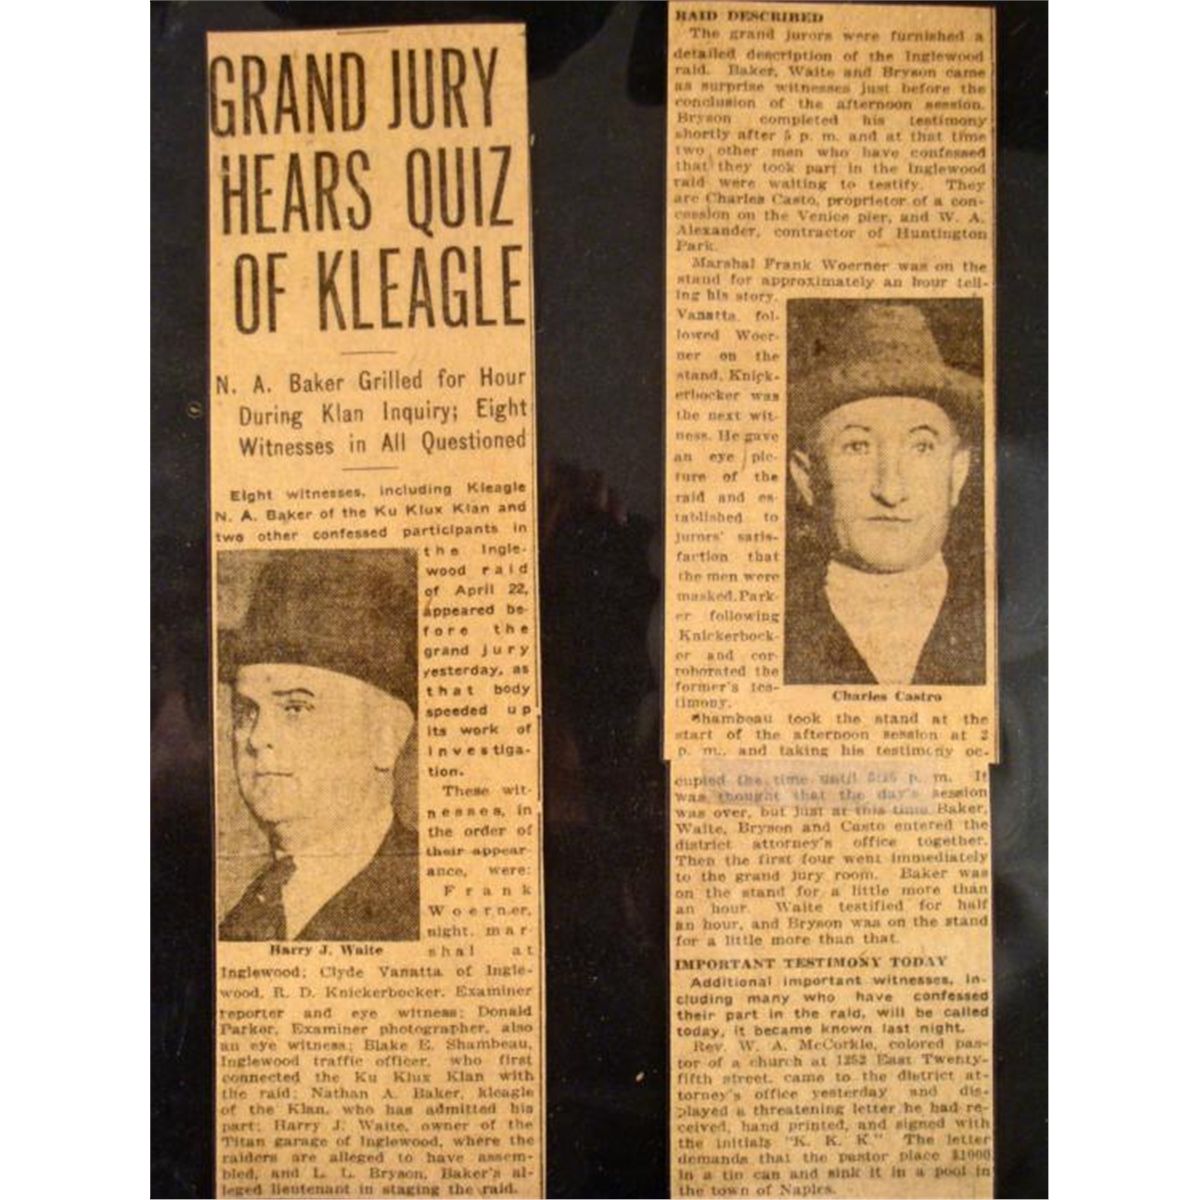 GRAND JURY
HEARS QUIZ
OF KLEAGLE
N. A. Baker Grilled for Hour
During Klan Inquiry; Eight
Witnesses in All Questioned
Eight witnesses, including Kleagle
N. A. Baker of the Ku Klux Klan and
two other confessed participants in
the Ingle-
wood raid
of April 22,
appeared be-
fore the
grand jury
yesterday, as
that body
speeded up
its work of
investiga-
tion.
These wit-
nesses, in
the order of
their appear-
ance, were:
Frank
Woerner,
night mar-
shal at
Harry J. Waite
Inglewood; Clyde Vanatta of Ingle-
wood, R. D. Knickerbocker, Examiner
reporter and eye witness; Donald
Parker, Examiner photographer, also
an eye witness; Blake E. Shambeau,
Inglewood traffic officer, who first
connected the Ku Klux Klan with
the raid; Nathan A. Baker, kleagle
of the Klan, who has admitted his
part; Harry J. Waite, owner of the
Titan garage of Inglewood, where the
raiders are alleged to have assem-
bled, and L. L. Bryson, Baker's al-
leged lieutenant in staging the raid.
RAID DESCRIBED
The grand jurors were furnished a
detailed description of the Inglewood
raid. Baker, Waite and Bryson came
as surprise witnesses just before the
conclusion of the afternoon session.
Bryson completed his testimony
shortly after 5 p. m. and at that time
two other men who have confessed
that they took part in the Inglewood
raid were waiting to testify. They
are Charles Casto, proprietor of a con-
cession on the Venice pier, and W. A.
Alexander, contractor of Huntington
Park.
Marshal Frank Woerner was on the
stand for approximately an hour tell-
ing his story.
Vanatta fol-
lowed Woer-
ner on the
stand. Knick-
erbocker was
the next wit-
ness. He gave
an eye pic-
ture of the
raid and es-
tablished to
jurors' satis-
faction that
the men were
masked. Park-
er following
Knickerbock-
er and cor-
roborated the
former's tes-
timony.
Charles Castro
Shambeau took the stand at the
start of the afternoon session at 2
p. m. and taking his testimony oc-
cupied the time until 3:15 p. m. It
was thought that the day's session
was over, but just at this time Baker,
Waite, Bryson and Casto entered the
district attorney's office together.
Then the first four went immediately
to the grand jury room. Baker was
on the stand for a little more than
an hour. Waite testified for half
an hour, and Bryson was on the stand
for a little more than that.
IMPORTANT TESTIMONY TODAY
Additional important witnesses, in-
cluding many who have confessed
their part in the raid, will be called
today, it became known last night.
Rev. W. A. McCorkle, colored pas-
tor of a church at 1252 East Twenty-
fifth street, came to the district at-
torney's office yesterday and dis-
played a threatening letter he had re-
ceived, hand printed, and signed with
the initials "K. K. K." The letter
demands that the pastor place $1000
in a tin can and sink it in a pool in
the town of Naples.